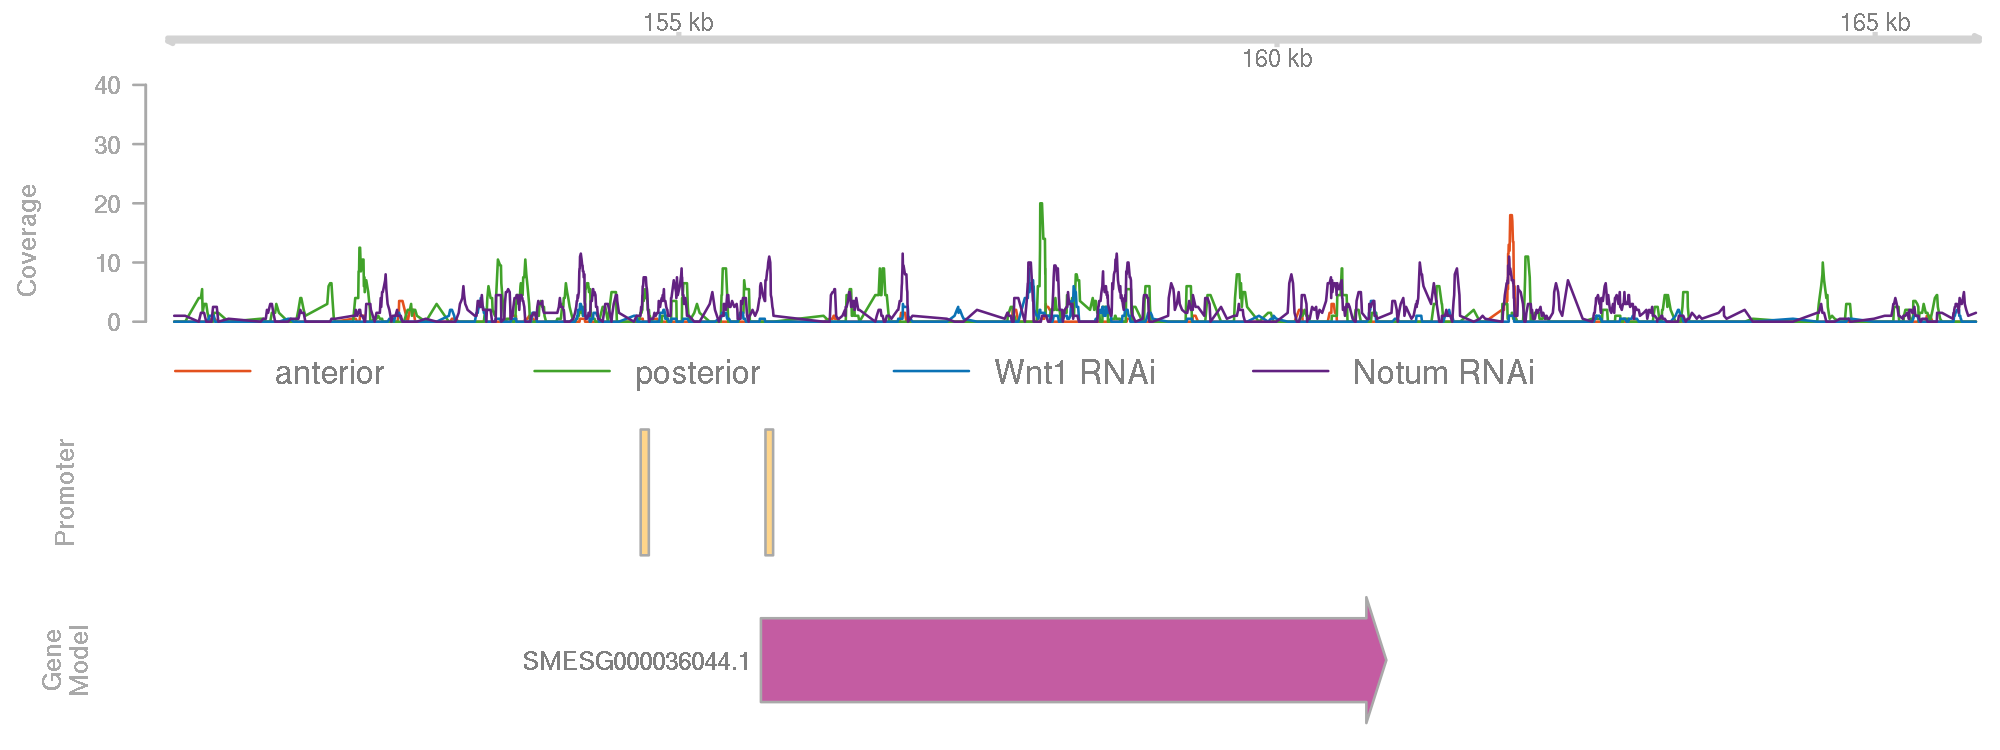 155 kb
165 kb
160 kb
40
30
20
10
0
Coverage
anterior
posterior
Wnt1 RNAi
Notum RNAi
Promoter
SMESG000036044.1
Gene
Model